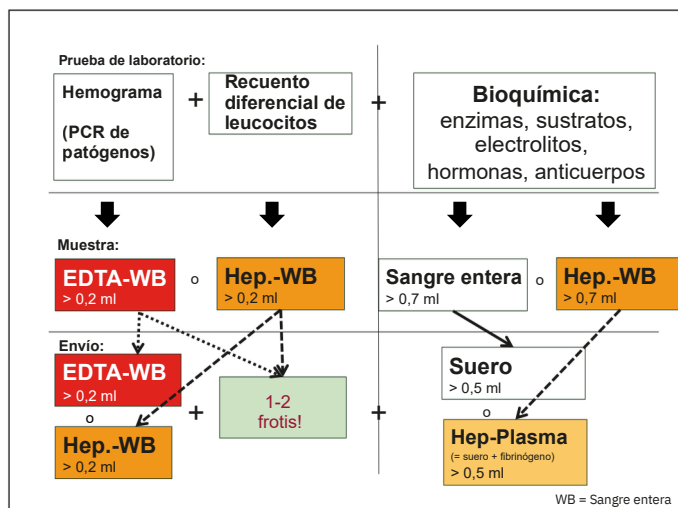 Prueba de laboratorio:
Hemograma
(PCR de
patógenos)
+
Recuento
diferencial de
leucocitos
+
Bioquímica:
enzimas, sustratos,
electrolitos,
hormonas, anticuerpos
Muestra:
EDTA-WB
> 0,2 ml
o
Hep.-WB
> 0,2 ml
Sangre entera
> 0,7 ml
o
Hep.-WB
> 0,7 ml
Envío:
EDTA-WB
> 0,2 ml
o
Hep.-WB
> 0,2 ml
+
1-2
frotis!
+
Suero
> 0,5 ml
o
Hep-Plasma
(= suero + fibrinógeno)
> 0,5 ml
WB = Sangre entera